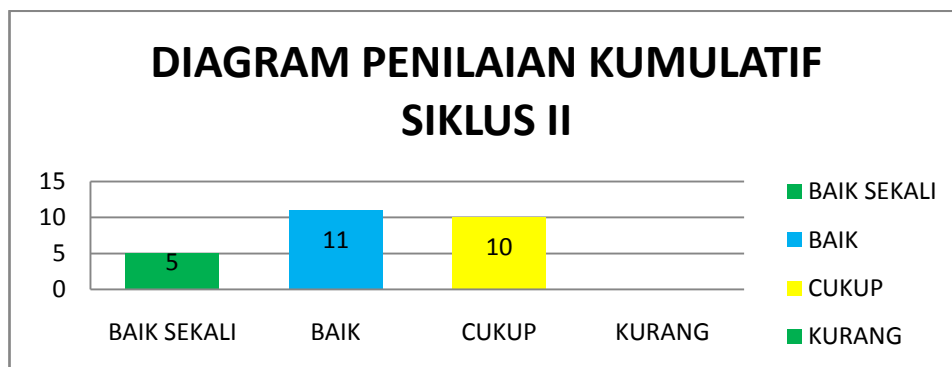 DIAGRAM PENILAIAN KUMULATIF
SIKLUS II
15
10
5
0
5
11
10
BAIK SEKALI
BAIK
CUKUP
KURANG
BAIK SEKALI
BAIK
CUKUP
KURANG